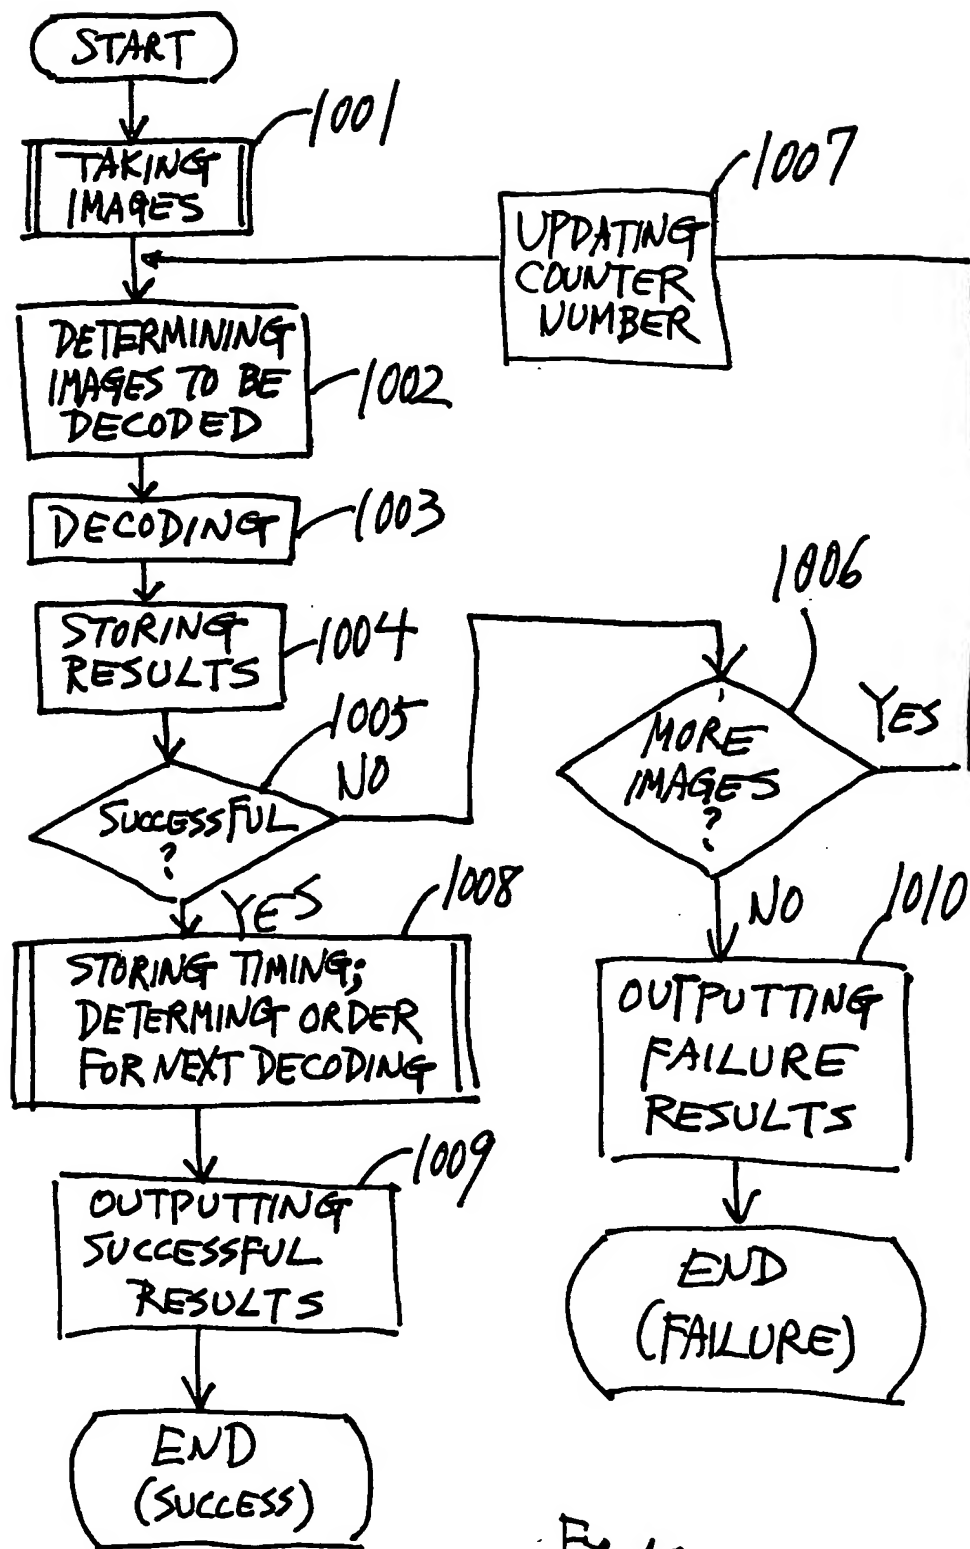 START
1001
TAKING
IMAGES
1007
UPDATING
COUNTER
NUMBER
DETERMINING
IMAGES TO BE
DECODED
1002
DECODING
1003
STORING
RESULTS
1004
1005
SUCCESSFUL
?
NO
1006
MORE
IMAGES
?
YES
YES
1008
STORING TIMING;
DETERMING ORDER
FOR NEXT DECODING
NO
1010
OUTPUTTING
FAILURE
RESULTS
1009
OUTPUTTING
SUCCESSFUL
RESULTS
END
(FAILURE)
END
(SUCCESS)